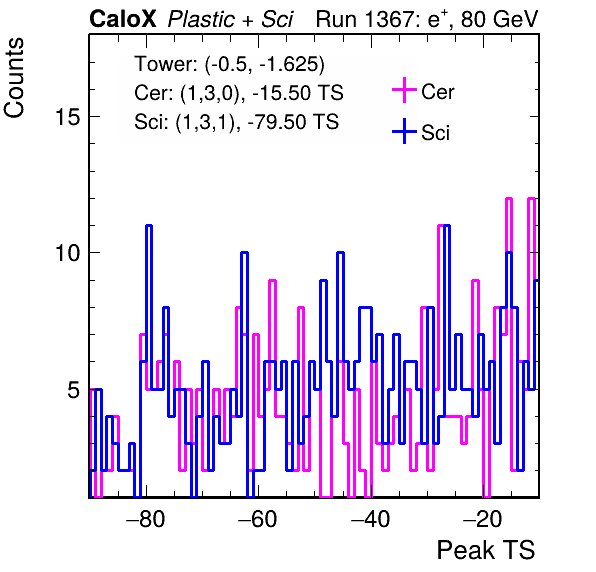 CaloX Plastic + Sci Run 1367: e⁺, 80 GeV
Tower: (-0.5, -1.625)
Cer: (1,3,0), -15.50 TS
Sci: (1,3,1), -79.50 TS
Cer
Sci
Counts
15
10
5
−80 −60 −40 −20
Peak TS